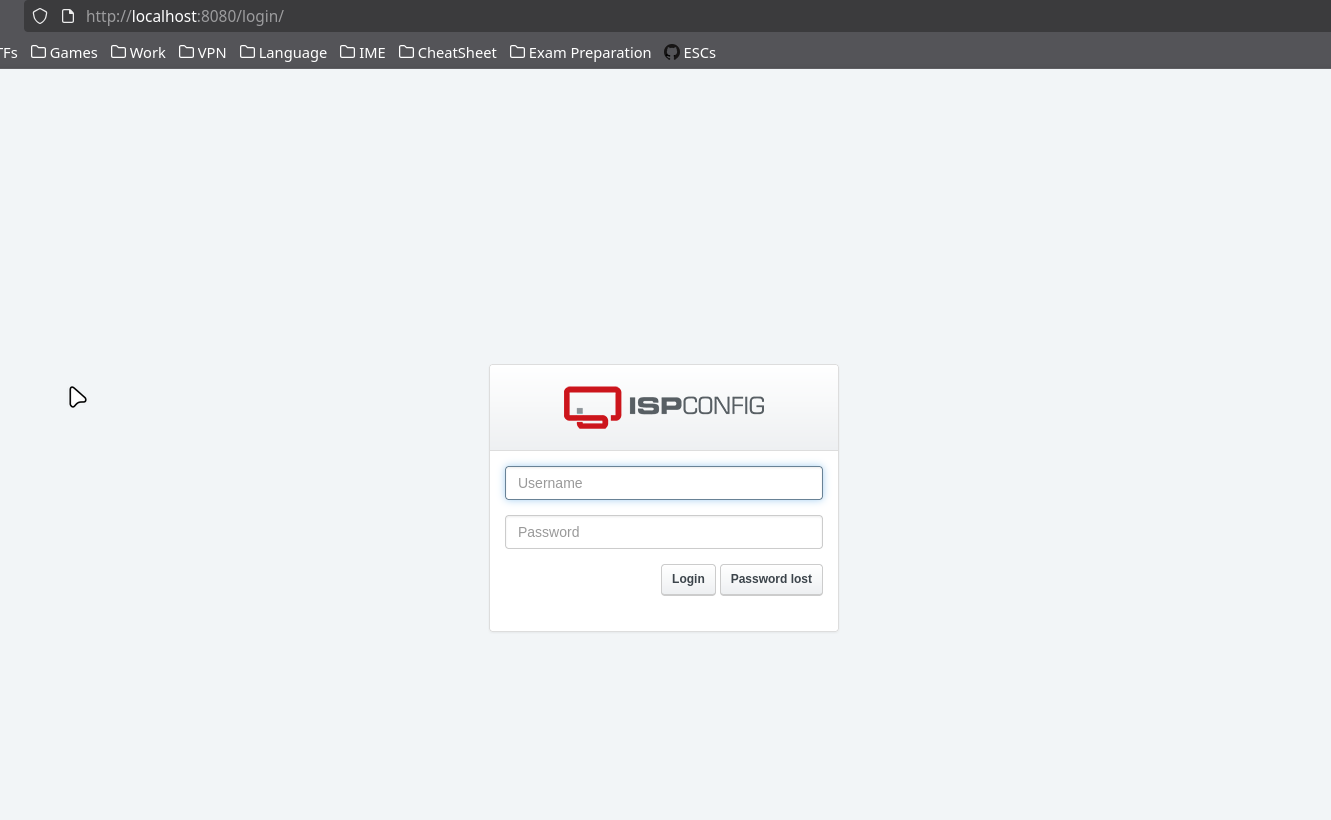 http://localhost:8080/login/
TFs Games Work VPN Language IME CheatSheet Exam Preparation ESCs
ISPCONFIG
Username
Password
Login Password lost